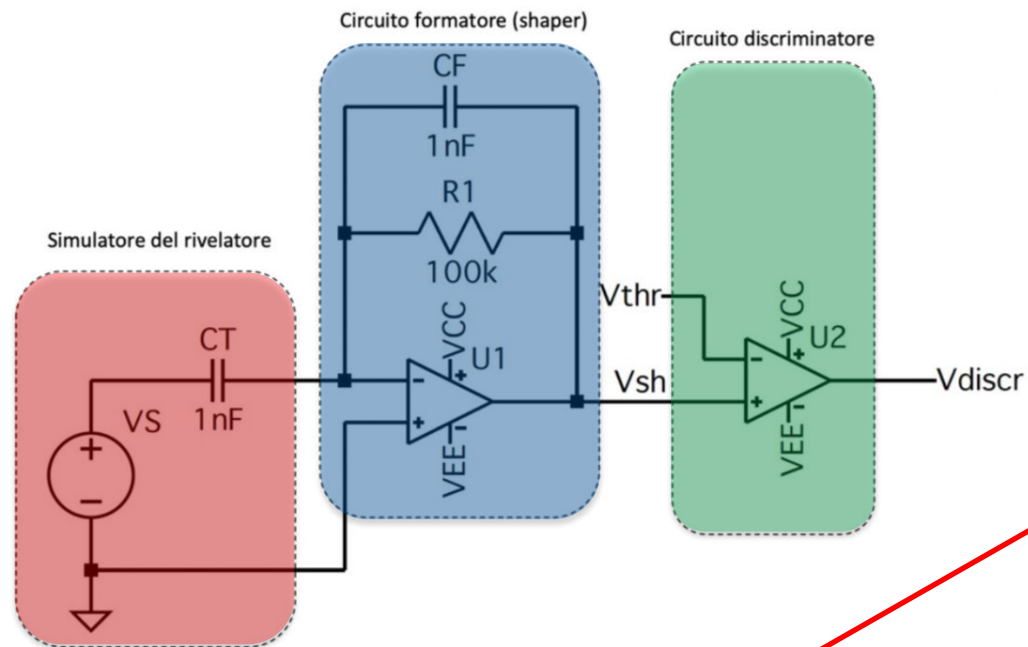 Circuito formatore (shaper)
Circuito discriminatore
CF
1nF
R1
100k
Simulatore del rivelatore
Vthr
VCC
U2
CT
VCC
U1
Vsh
Vdiscr
VS
1nF
VEE
VEE